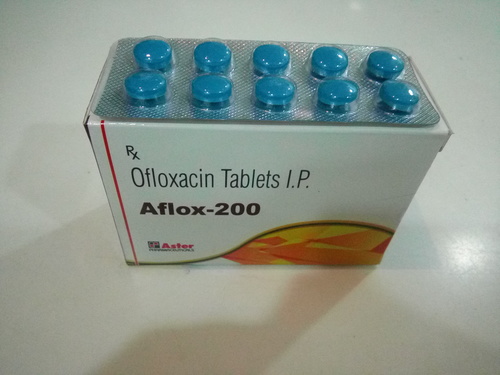 Rx
Ofloxacin Tablets I.P.
Aflox-200
Aster